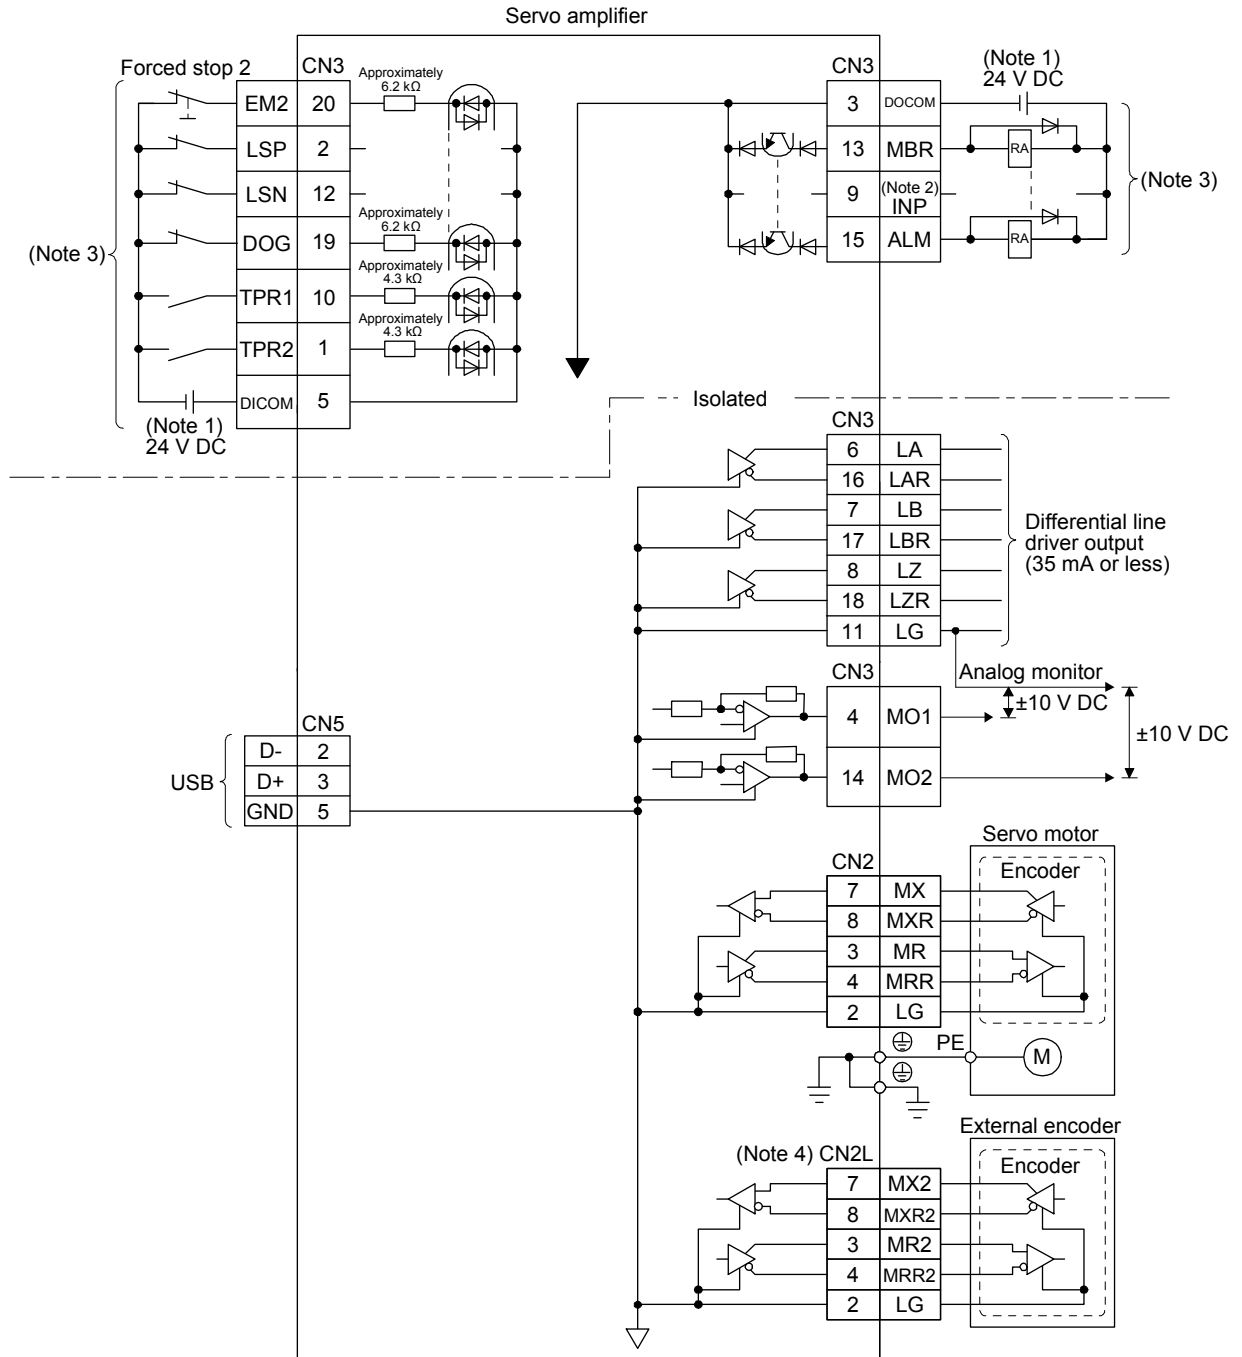 Servo amplifier
Forced stop 2
CN3
EM2 20
Approximately
6.2 kΩ
LSP 2
LSN 12
DOG 19
Approximately
6.2 kΩ
TPR1 10
Approximately
4.3 kΩ
TPR2 1
Approximately
4.3 kΩ
DICOM 5
(Note 3)
(Note 1)
24 V DC
CN3
(Note 1)
24 V DC
3 DOCOM
13 MBR RA
9 (Note 2)
INP
15 ALM RA
(Note 3)
Isolated
CN3
6 LA
16 LAR
7 LB
17 LBR
8 LZ
18 LZR
11 LG
Differential line
driver output
(35 mA or less)
CN3
Analog monitor
4 MO1
±10 V DC
14 MO2
±10 V DC
CN5
USB
D- 2
D+ 3
GND 5
CN2
Servo motor
Encoder
7 MX
8 MXR
3 MR
4 MRR
2 LG
PE
M
External encoder
(Note 4) CN2L
Encoder
7 MX2
8 MXR2
3 MR2
4 MRR2
2 LG